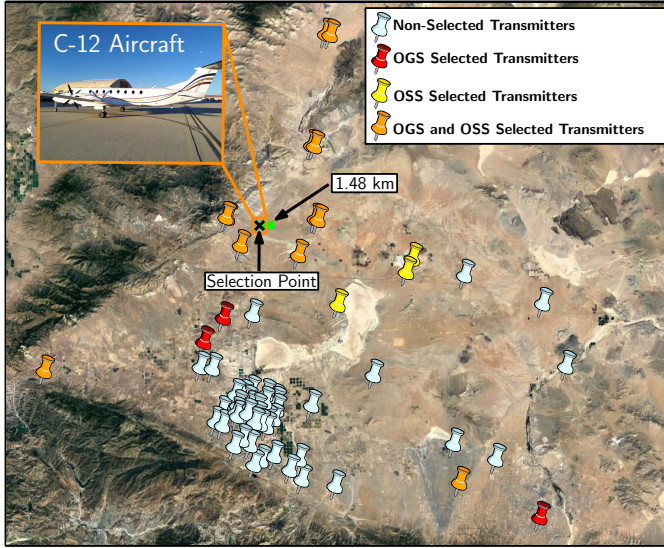 C-12 Aircraft
Non-Selected Transmitters
OGS Selected Transmitters
OSS Selected Transmitters
OGS and OSS Selected Transmitters
1.48 km
Selection Point